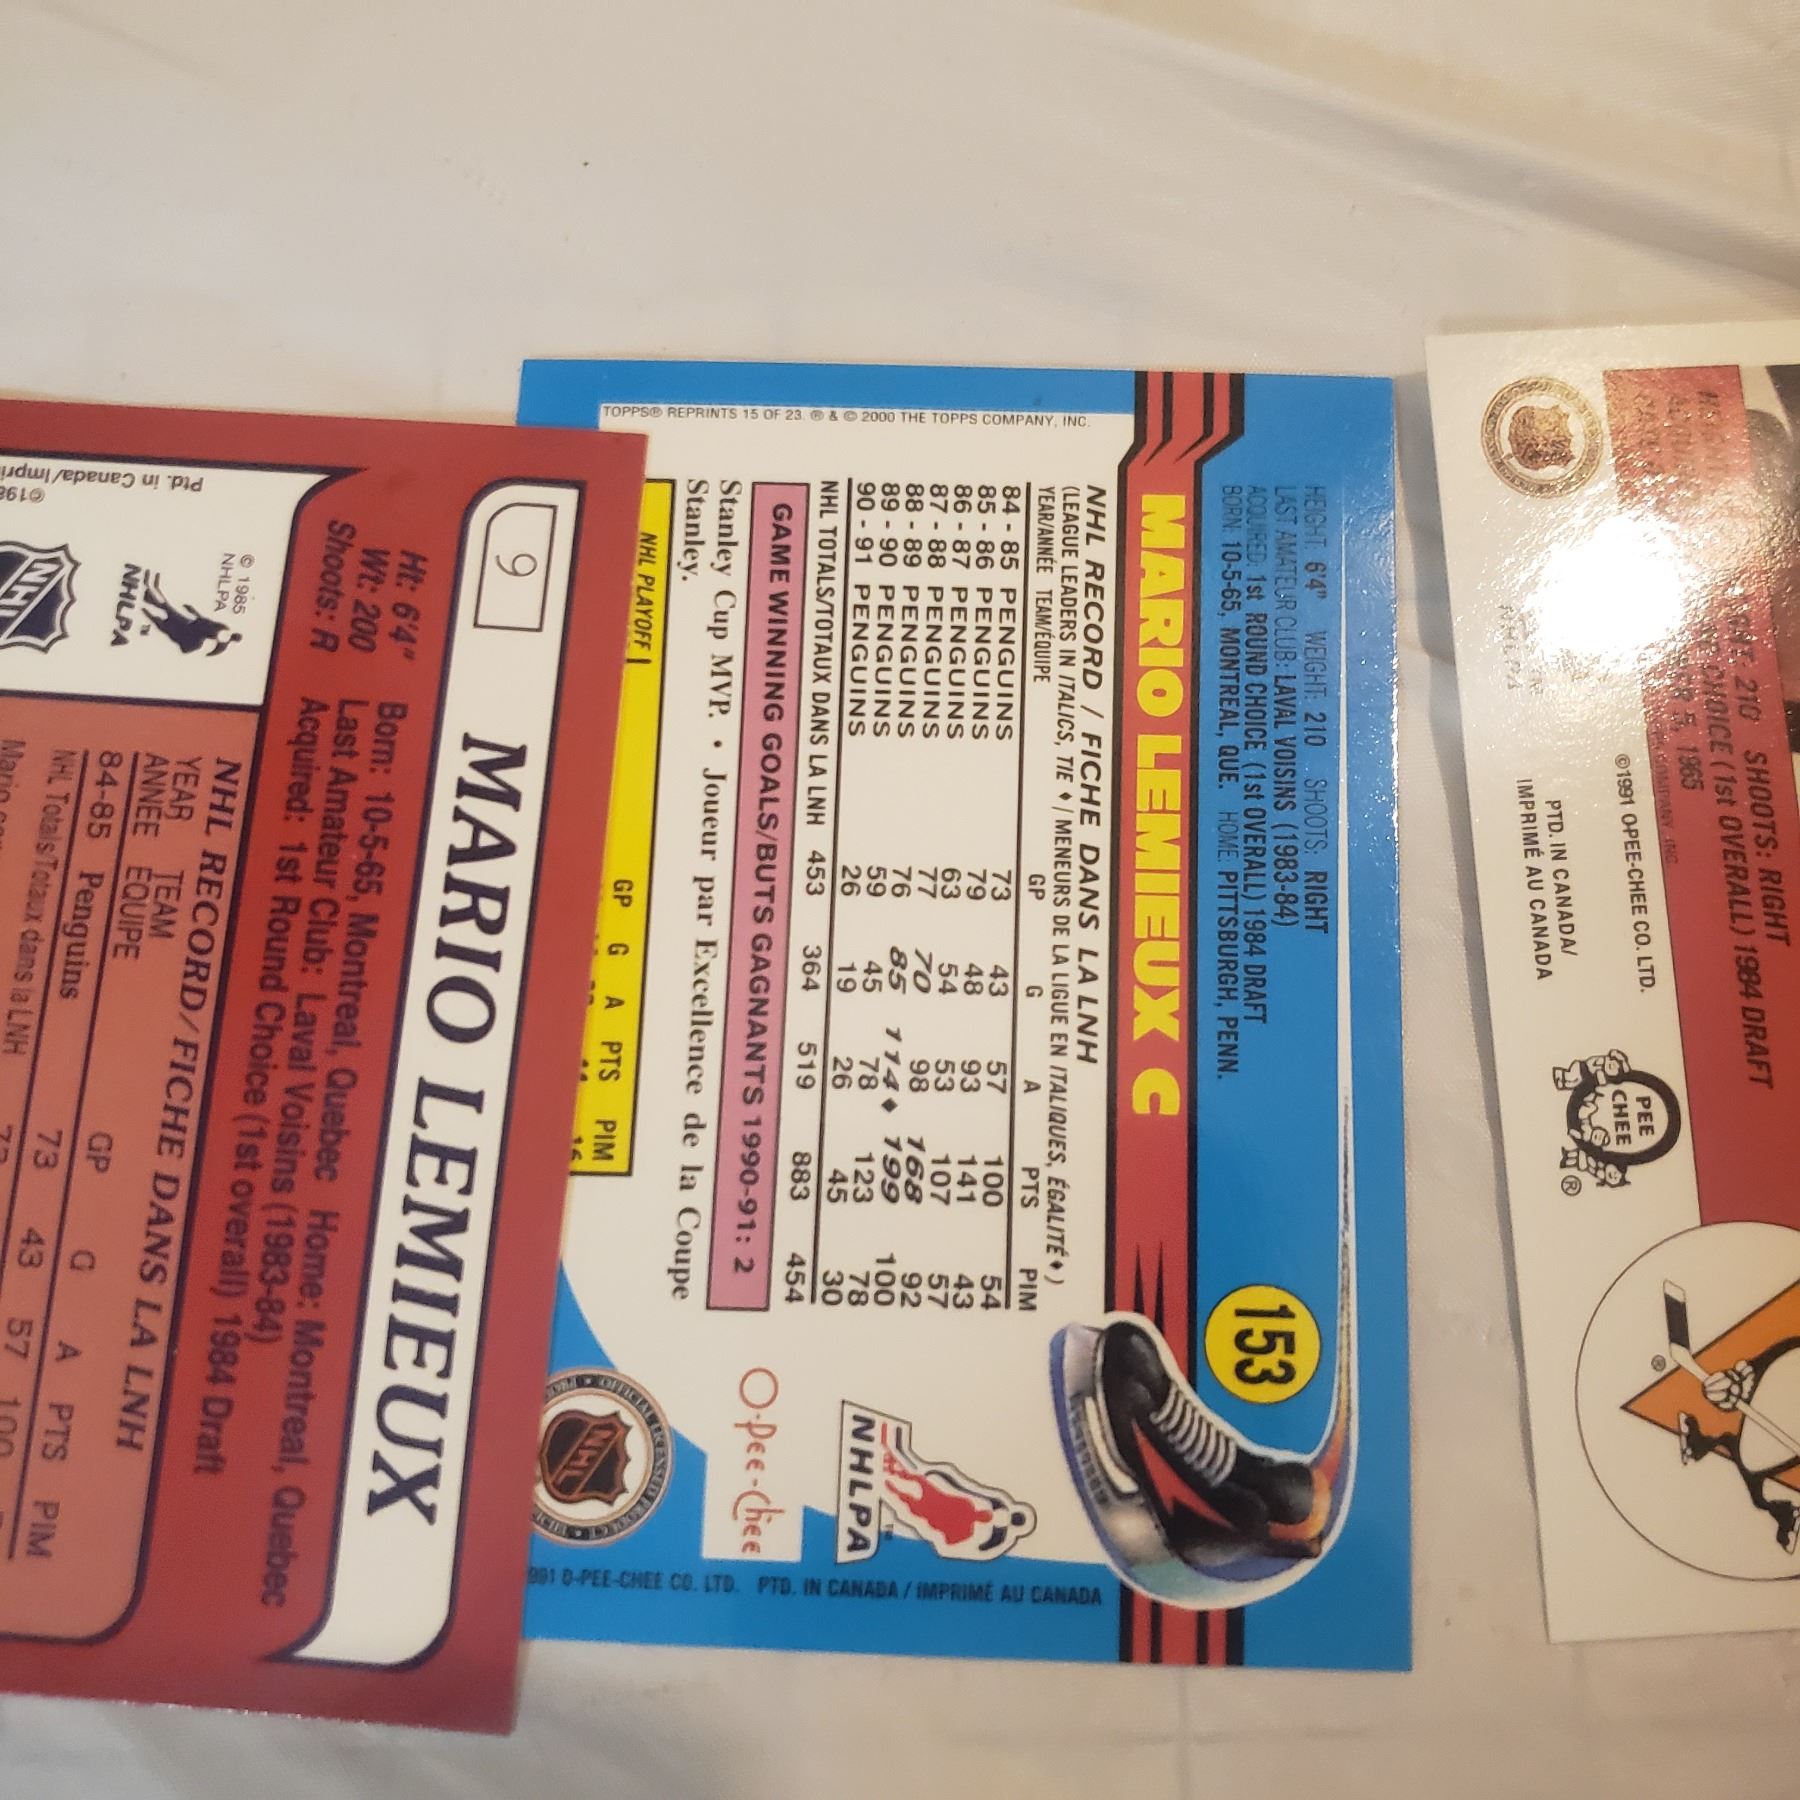 HEIGHT: 6'4" WEIGHT: 210 SHOOTS: RIGHT
LAST AMATEUR CLUB: LAVAL VOISINS (1983-84)
ACQUIRED: 1st ROUND CHOICE (1st OVERALL) 1984 DRAFT
BORN 10-5-65, MONTREAL, QUE. HOME: PITTSBURGH, PENN.
153
MARIO LEMIEUX C
NHL RECORD / FICHE DANS LA LNH
(LEAGUE LEADERS IN ITALICS, TIE ♦ / MENEURS DE LA LIGUE EN ITALIQUES, ÉGALITÉ ♦)
YEAR/ANNÉE TEAM/ÉQUIPE GP G A PTS PIM
84 - 85 PENGUINS 73 43 57 100 54
85 - 86 PENGUINS 79 48 93 141 43
86 - 87 PENGUINS 63 54 53 107 57
87 - 88 PENGUINS 77 70 98 168 92
88 - 89 PENGUINS 76 85 114♦ 199 100
89 - 90 PENGUINS 59 45 78 123 78
90 - 91 PENGUINS 26 19 26 45 30
NHL TOTALS/TOTAUX DANS LA LNH 453 364 519 883 454
GAME WINNING GOALS/BUTS GAGNANTS 1990-91: 2
Stanley Cup MVP. • Joueur par Excellence de la Coupe
Stanley.
NHL PLAYOFF
GP G A PTS PIM
NHLPA
O-Pee-Chee
NHL
TOPPS® REPRINTS 15 OF 23. ® & © 2000 THE TOPPS COMPANY, INC.
991 O-PEE-CHEE CO. LTD. PTD. IN CANADA / IMPRIMÉ AU CANADA
9
MARIO LEMIEUX
Ht: 6'4" Born: 10-5-65, Montreal, Quebec Home: Montreal, Quebec
Wt: 200 Last Amateur Club: Laval Voisins (1983-84)
Shoots: R Acquired: 1st Round Choice (1st overall) 1984 Draft
© 1985
NHLPA
NHLPA
NHL
Ptd. in Canada/Impri
NHL RECORD/FICHE DANS LA LNH
YEAR TEAM
ANNÉE ÉQUIPE GP G A PTS PIM
84-85 Penguins 73 43 57 100
NHL Totals/Totaux dans la LNH
Mario
210 SHOOTS: RIGHT
CHOICE (1st OVERALL) 1984 DRAFT
5, 1965
©1991 OPEE-CHEE CO. LTD.
PTD. IN CANADA/
IMPRIMÉ AU CANADA
PEE
CHEE
®
®